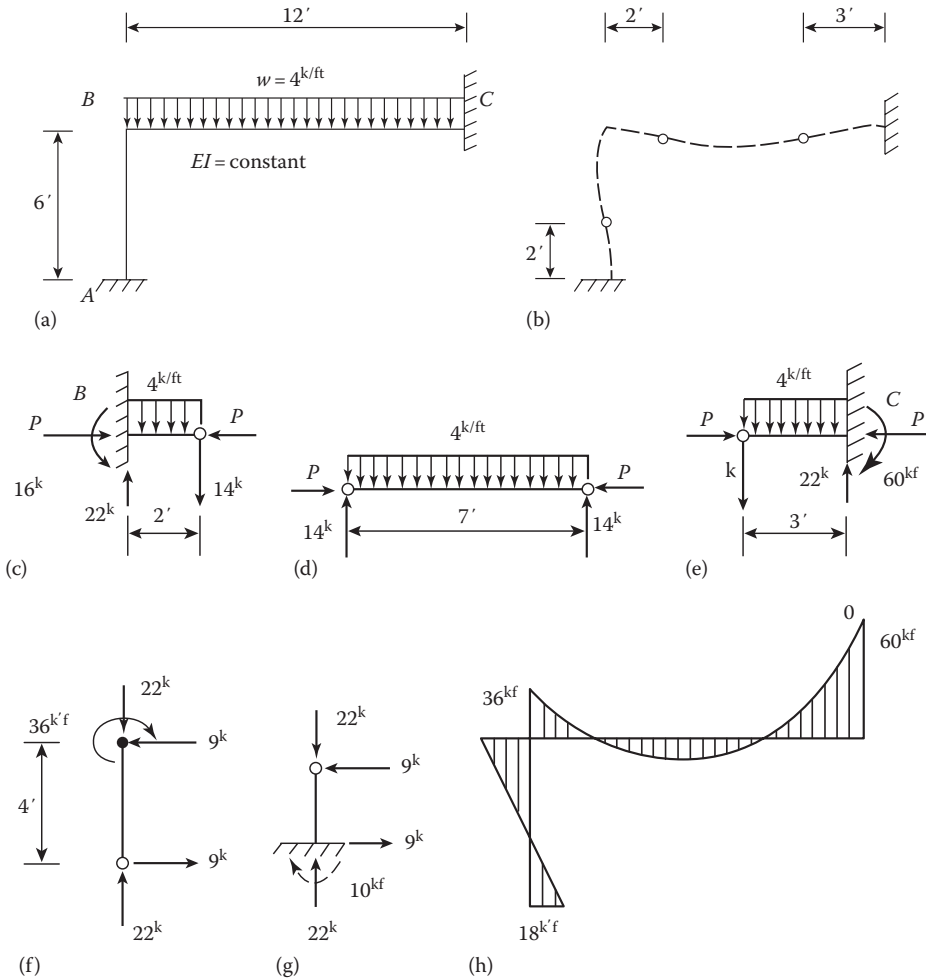 12′
2′
3′
w = 4k/ft
B
C
EI = constant
6′
2′
A
(a)
(b)
B
4k/ft
P
P
16k
14k
22k
2′
(c)
4k/ft
P
P
14k
7′
14k
(d)
4k/ft
P
C
P
k
22k
60kf
3′
(e)
22k
36k′f
9k
4′
9k
22k
(f)
22k
9k
9k
10kf
22k
(g)
0
60kf
36kf
18k′f
(h)